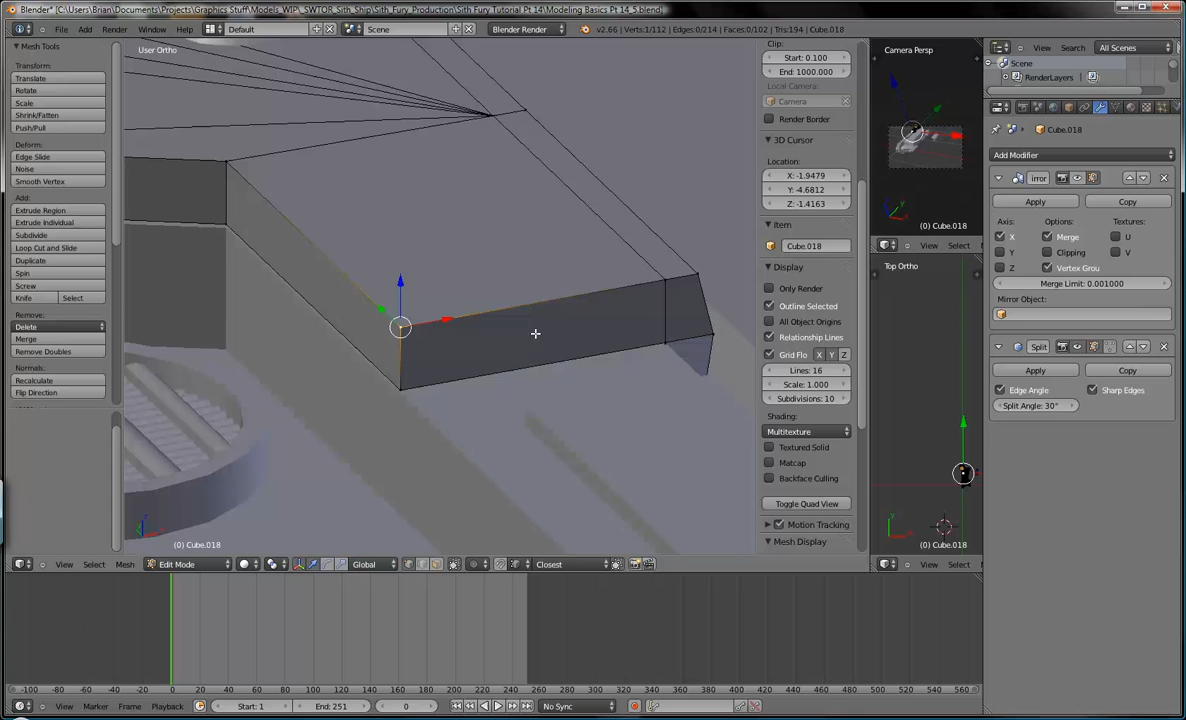 Blender* [C:\Users\Brian\Documents\Projects\Graphics Stuff\Models_WIP\_SWTOR_Sith_Ship\Sith_Fury_Production\Sith Fury Tutorial Pt 14\Modeling Basics Pt 14_5.blend]
File Add Render Window Help Default Scene Blender Render v2.66 | Verts:1/112 | Edges:0/214 | Faces:0/102 | Tris:194 | Cube.018
Mesh Tools
Transform:
Translate
Rotate
Scale
Shrink/Fatten
Push/Pull
Deform:
Edge Slide
Noise
Smooth Vertex
Add:
Extrude Region
Extrude Individual
Subdivide
Loop Cut and Slide
Duplicate
Spin
Screw
Knife Select
Remove:
Delete
Merge
Remove Doubles
Normals:
Recalculate
Flip Direction
User Ortho
(0) Cube.018
Clip:
Start: 0.100
End: 1000.000
Local Camera:
Camera
Render Border
3D Cursor
Location:
X: -1.9479
Y: -4.6812
Z: -1.4163
Item
Cube.018
Display
Only Render
Outline Selected
All Object Origins
Relationship Lines
Grid Flo X Y Z
Lines: 16
Scale: 1.000
Subdivisions: 10
Shading:
Multitexture
Textured Solid
Matcap
Backface Culling
Toggle Quad View
Motion Tracking
Mesh Display
Camera Persp
(0) Cube.018
View Select
Top Ortho
(0) Cube.018
View Select
View Search All Scenes
Scene
RenderLayers
Cube.018
Add Modifier
irror
Apply Copy
Axis: Options: Textures:
X Merge U
Y Clipping V
Z Vertex Grou
Merge Limit: 0.001000
Mirror Object:
Split
Apply Copy
Edge Angle Sharp Edges
Split Angle: 30°
View Select Mesh Edit Mode Global Closest
-100 -80 -60 -40 -20 0 20 40 60 80 100 120 140 160 180 200 220 240 260 280 300 320 340 360 380 400 420 440 460 480 500 520 540 560
View Marker Frame Playback Start: 1 End: 251 0 No Sync